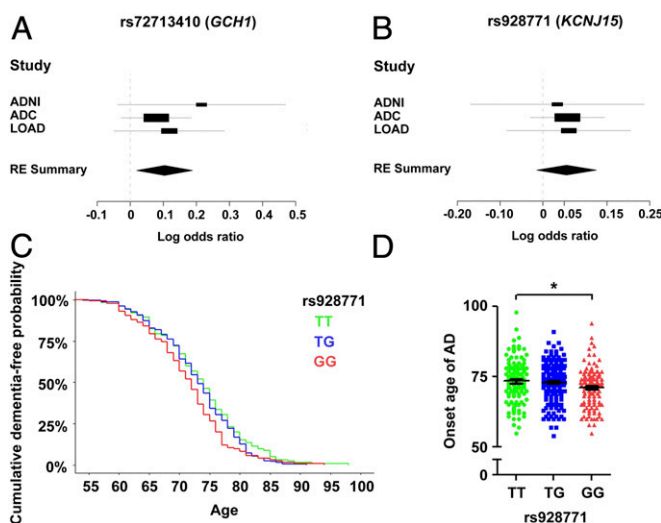 A
rs72713410 (GCH1)
Study
ADNI
ADC
LOAD
RE Summary
-0.1 0 0.1 0.2 0.3 0.4 0.5
Log odds ratio
B
rs928771 (KCNJ15)
Study
ADNI
ADC
LOAD
RE Summary
-0.20 -0.10 0 0.05 0.15 0.25
Log odds ratio
C
Cumulative dementia-free probability
100%
75%
50%
25%
0%
rs928771
TT
TG
GG
55 60 65 70 75 80 85 90 95 100
Age
D
*
Onset age of AD
100
75
50
0
TT TG GG
rs928771